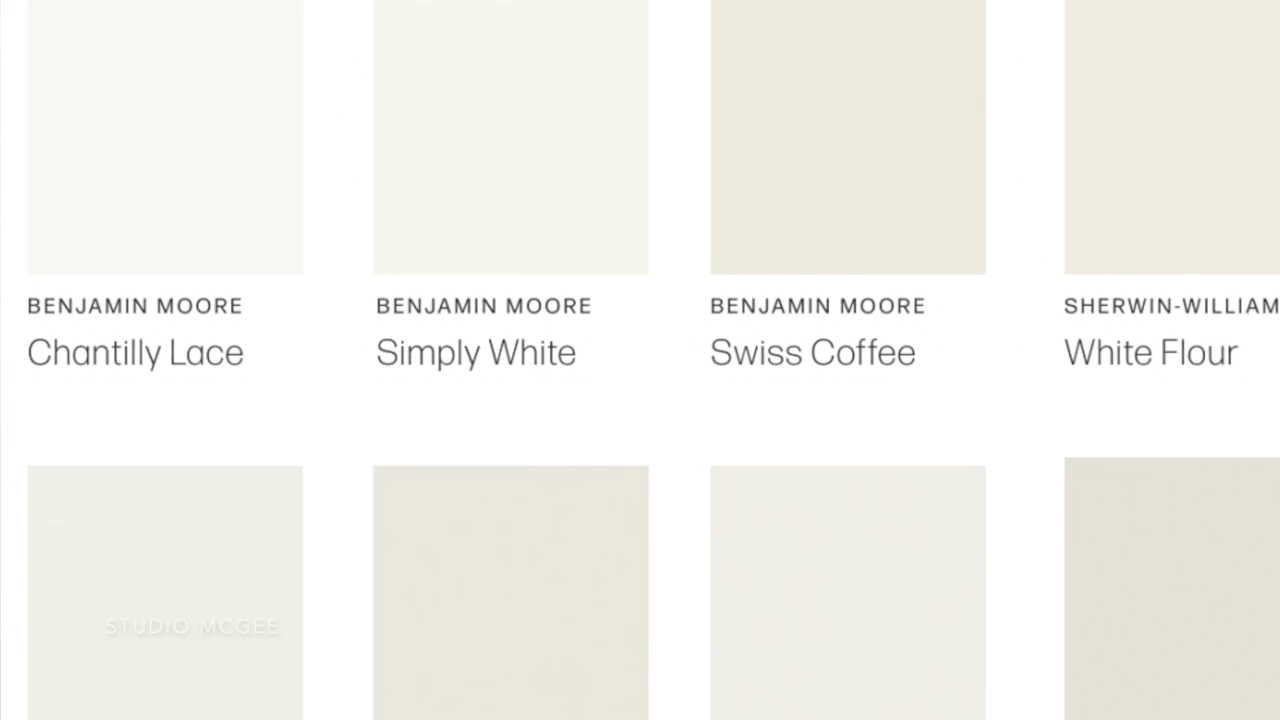 BENJAMIN MOORE
Chantilly Lace
BENJAMIN MOORE
Simply White
BENJAMIN MOORE
Swiss Coffee
SHERWIN-WILLIAM
White Flour
STUDIO MCGEE